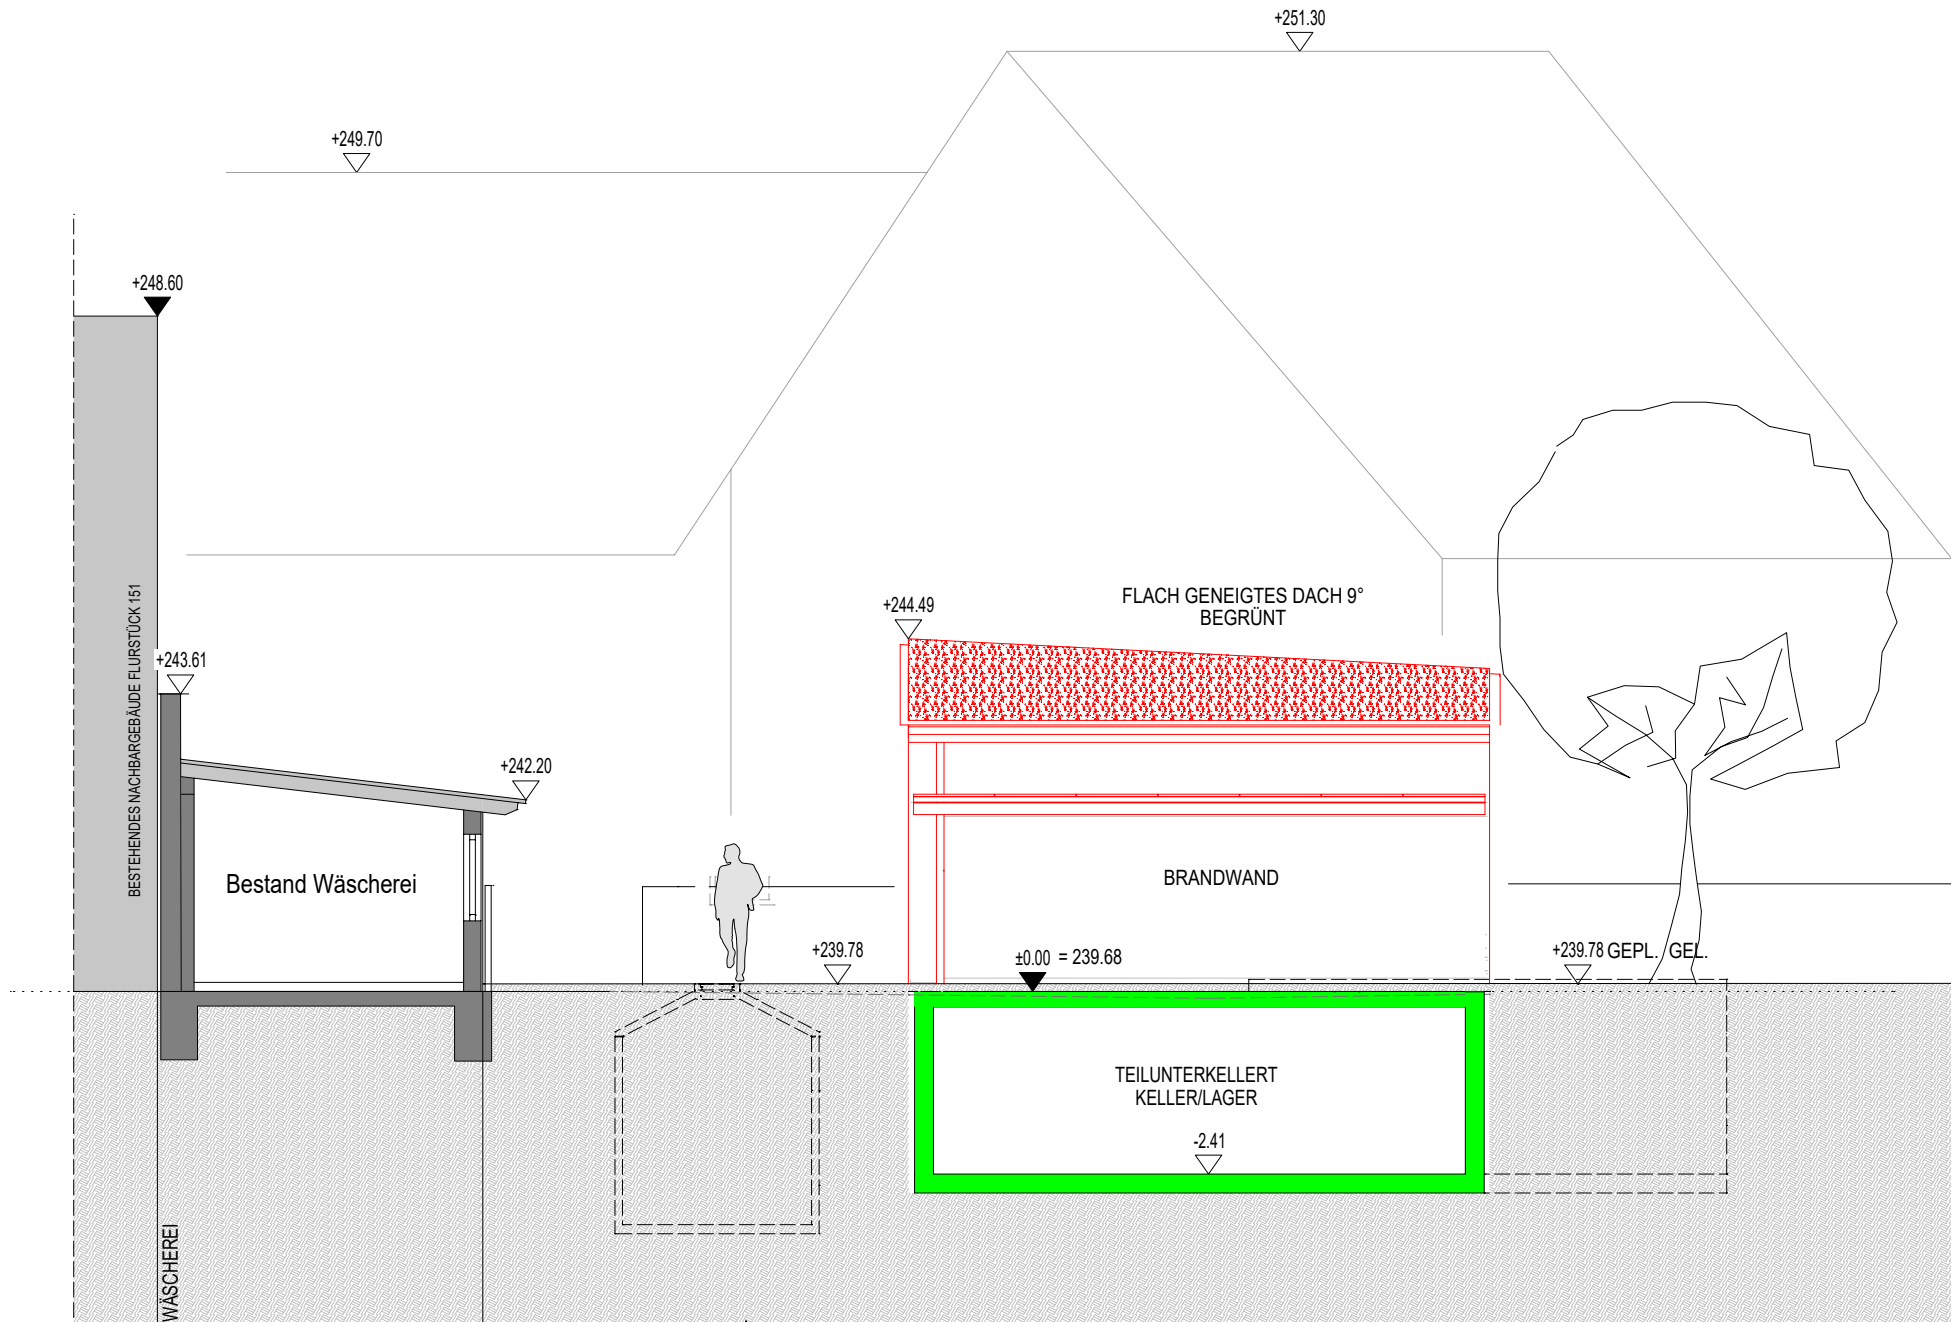 +251.30
+249.70
+248.60
BESTEHENDES NACHBARGEBÄUDE FLURSTÜCK 151
FLACH GENEIGTES DACH 9°
BEGRÜNT
+244.49
+243.61
+242.20
Bestand Wäscherei
BRANDWAND
+239.78
±0.00 = 239.68
+239.78 GEPL. GEL.
TEILUNTERKELLERT
KELLER/LAGER
-2.41
WÄSCHEREI